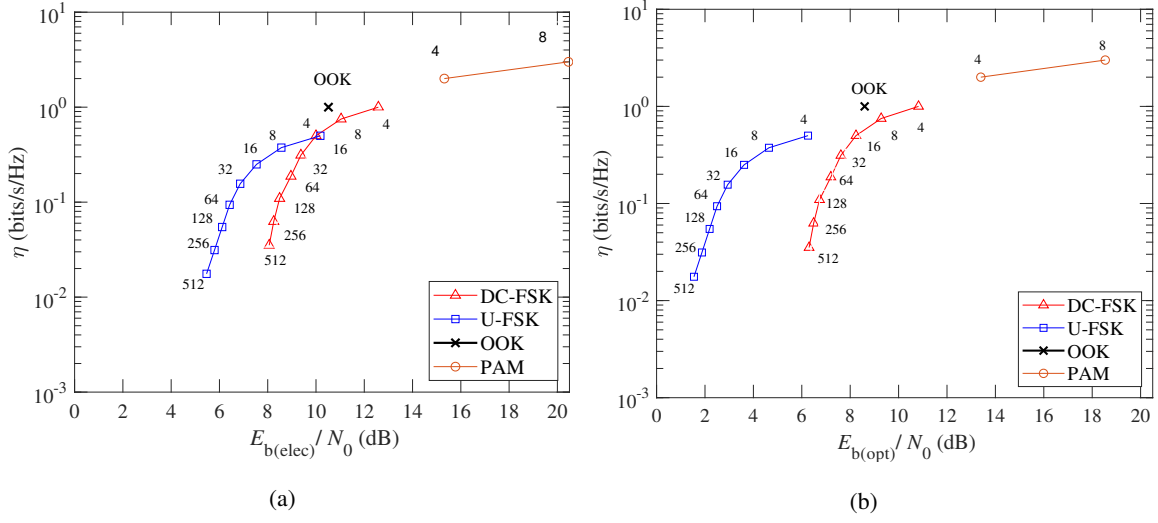 10^1
10^0
10^-1
10^-2
10^-3
η (bits/s/Hz)
0 2 4 6 8 10 12 14 16 18 20
E_b(elec) / N_0 (dB)
4 8
OOK
4 4
8 8
16 16
32 32
64 64
128 128
256 256
512 512
DC-FSK
U-FSK
OOK
PAM
(a)
10^1
10^0
10^-1
10^-2
10^-3
η (bits/s/Hz)
0 2 4 6 8 10 12 14 16 18 20
E_b(opt) / N_0 (dB)
4 8
OOK
4 4
8 8
16 16
32 32
64 64
128 128
256 256
512 512
DC-FSK
U-FSK
OOK
PAM
(b)